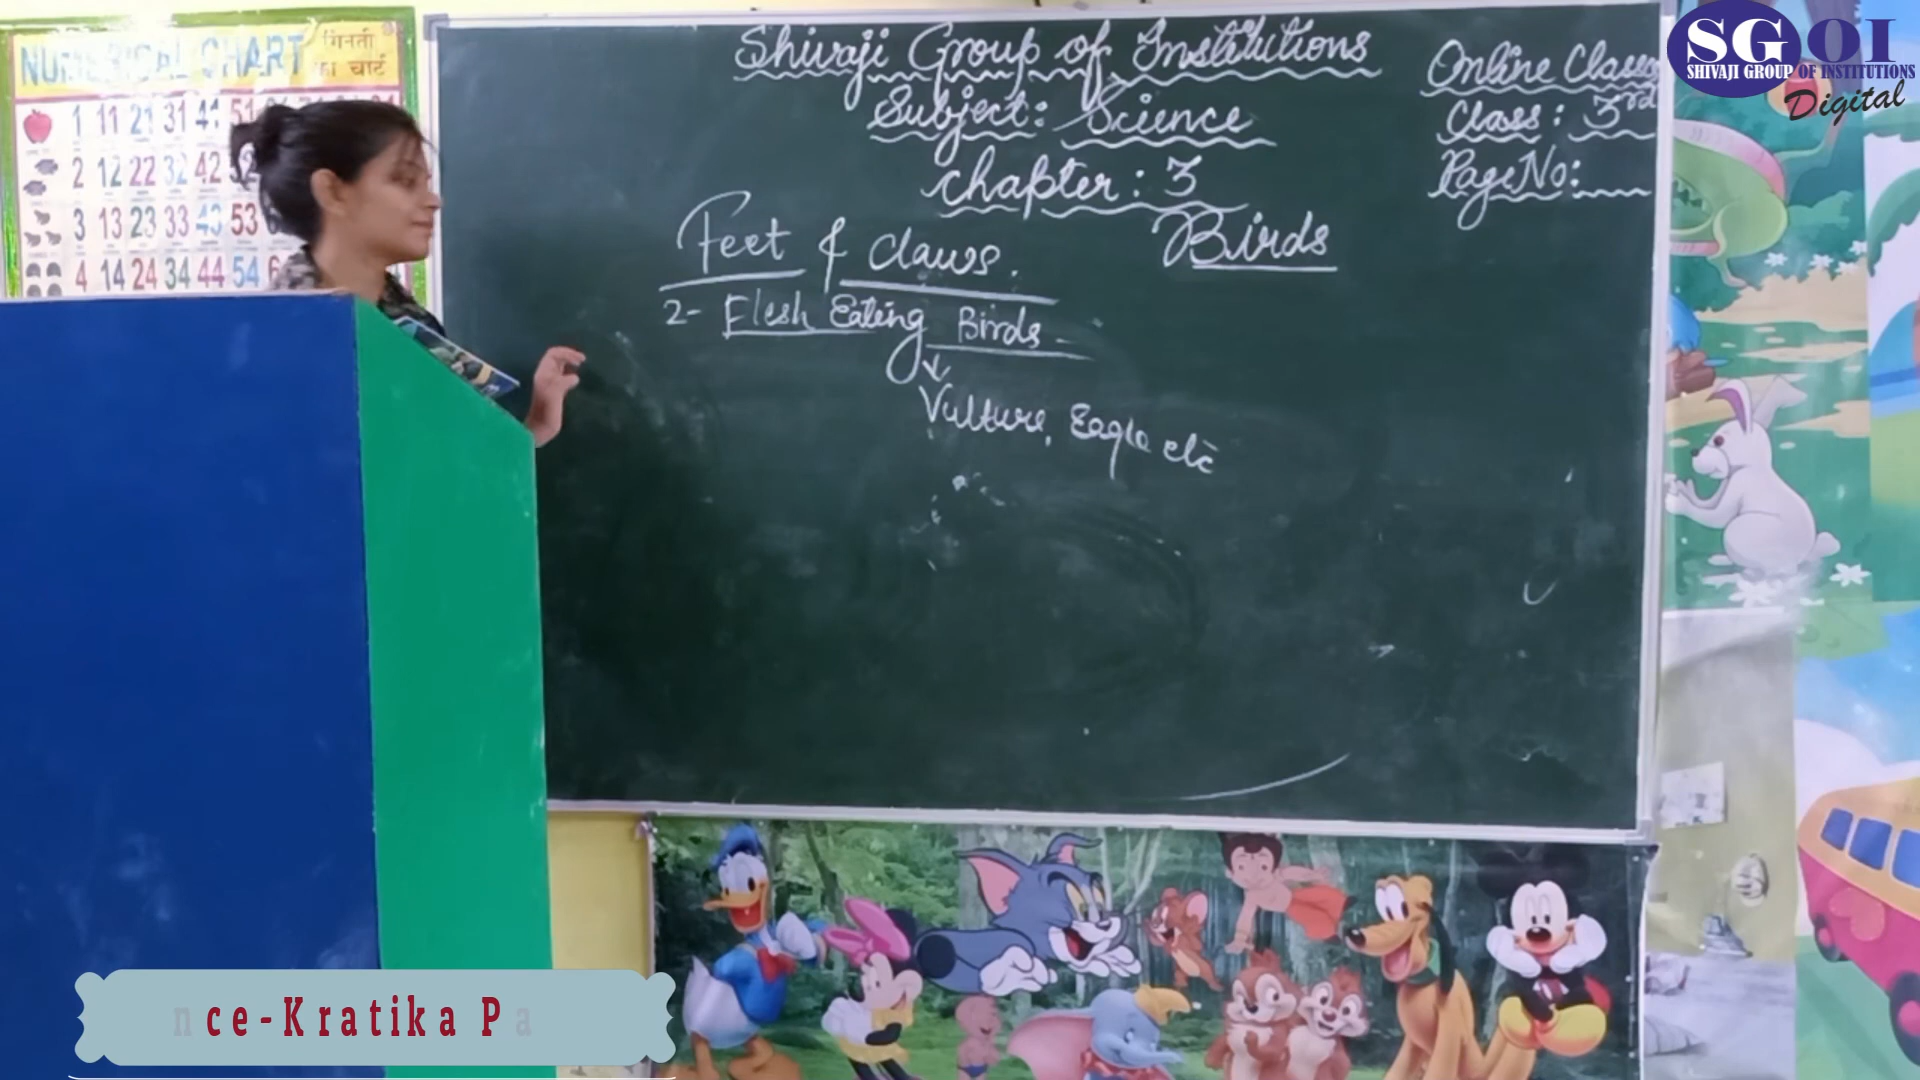 NUMERICAL CHART गिनती का चार्ट
1 11 21 31 41 51
2 12 22 32 42
3 13 23 33 43 53
4 14 24 34 44 54 6
Shivaji Group of Institutions
Subject: Science
Chapter: 3
Birds
Online Classes
Class: 3rd
Page No:
Feet & Claws.
2- Flesh Eating Birds -
Vulture, Eagle etc
SGOI
SHIVAJI GROUP OF INSTITUTIONS
Digital
nce-Kratika Pa